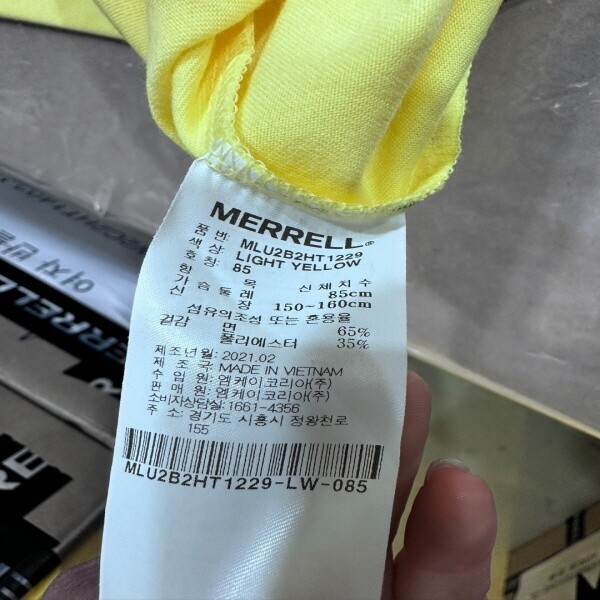 MERRELL®
품 번: MLU2B2HT1229
색 상: LIGHT YELLOW
호 칭: 85
항 목 신체치수
가슴둘레 85cm
신 장 150~160cm
섬유의조성 또는 혼용율
겉감 면 65%
폴리에스터 35%
제조년월: 2021.02
제 조 국: MADE IN VIETNAM
수 입 원: 엠케이코리아(주)
판 매 원: 엠케이코리아(주)
소비자상담실: 1661-4356
주 소: 경기도 시흥시 정왕천로
155
MLU2B2HT1229-LW-085